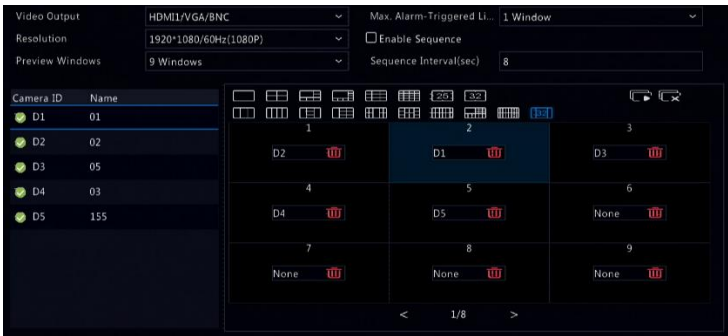 Video Output HDMI1/VGA/BNC Max. Alarm-Triggered Li... 1 Window
Resolution 1920*1080/60Hz(1080P) Enable Sequence
Preview Windows 9 Windows Sequence Interval(sec) 8
Camera ID Name
D1 01
D2 02
D3 05
D4 03
D5 155
25 32
32
1 2 3
D2 D1 D3
4 5 6
D4 D5 None
7 8 9
None None None
< 1/8 >